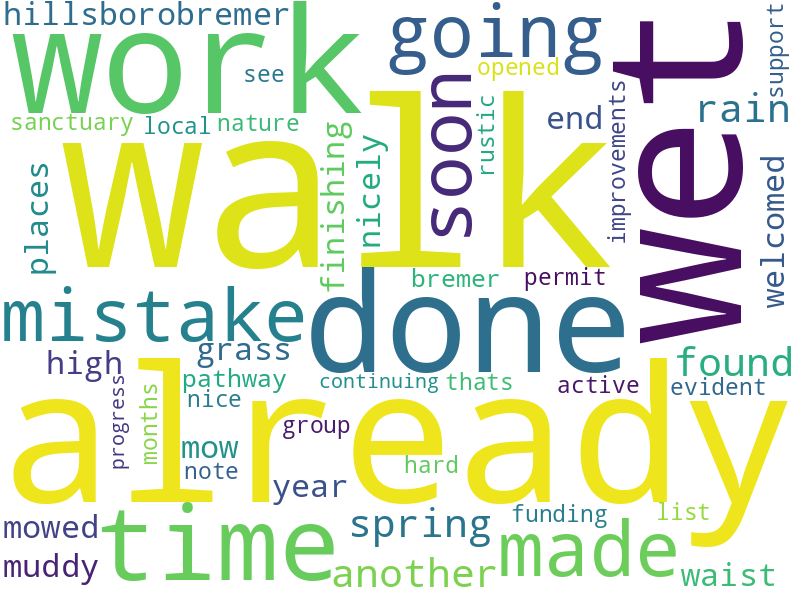 hillsborobremer
going
support
work
see
opened
wet
sanctuary
local
nature
walk
finishing
nicely
soon
rustic
end
improvements
rain
places
welcomed
bremer
permit
mistake
done
high
grass
found
pathway
continuing
thats
active
evident
progress
months
nice
already
group
mow
note
hard
year
mowed
time
spring
funding
list
made
muddy
another
waist